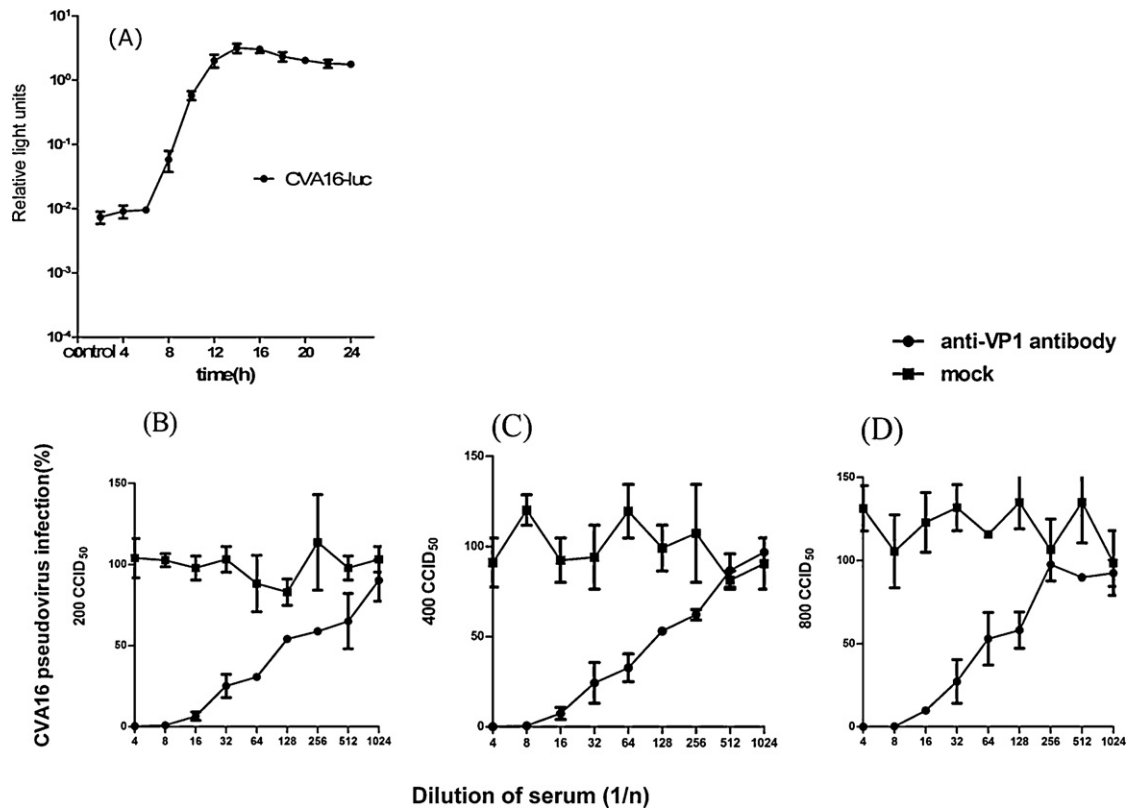 (A)
10¹
10⁰
10⁻¹
10⁻²
10⁻³
10⁻⁴
Relative light units
CVA16-luc
control 4 8 12 16 20 24
time(h)
anti-VP1 antibody
mock
(B) (C) (D)
CVA16 pseudovirus infection(%)
200 CCID₅₀
150
100
50
0
4 8 16 32 64 128 256 512 1024
400 CCID₅₀
150
100
50
0
4 8 16 32 64 128 256 512 1024
800 CCID₅₀
150
100
50
0
4 8 16 32 64 128 256 512 1024
Dilution of serum (1/n)